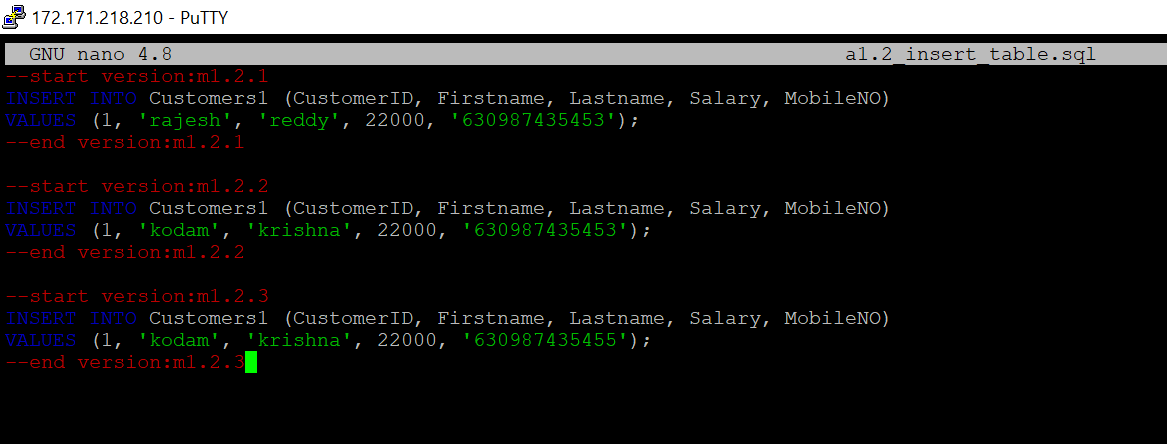 172.171.218.210 - PuTTY
GNU nano 4.8 a1.2_insert_table.sql
--start version:m1.2.1
INSERT INTO Customers1 (CustomerID, Firstname, Lastname, Salary, MobileNO)
VALUES (1, 'rajesh', 'reddy', 22000, '630987435453');
--end version:m1.2.1
--start version:m1.2.2
INSERT INTO Customers1 (CustomerID, Firstname, Lastname, Salary, MobileNO)
VALUES (1, 'kodam', 'krishna', 22000, '630987435453');
--end version:m1.2.2
--start version:m1.2.3
INSERT INTO Customers1 (CustomerID, Firstname, Lastname, Salary, MobileNO)
VALUES (1, 'kodam', 'krishna', 22000, '630987435455');
--end version:m1.2.3